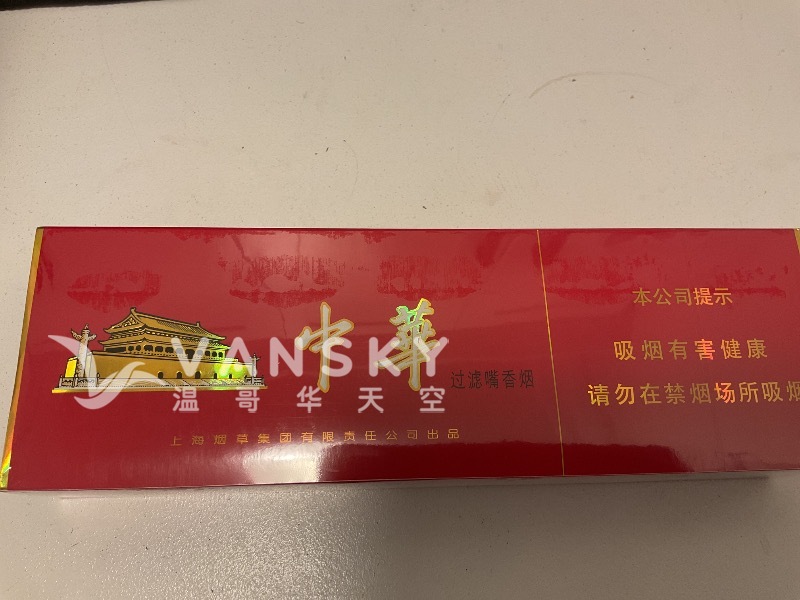 中華
过滤嘴香烟
上海烟草集团有限责任公司出品
本公司提示
吸烟有害健康
请勿在禁烟场所吸烟
VANSKY
温哥华天空